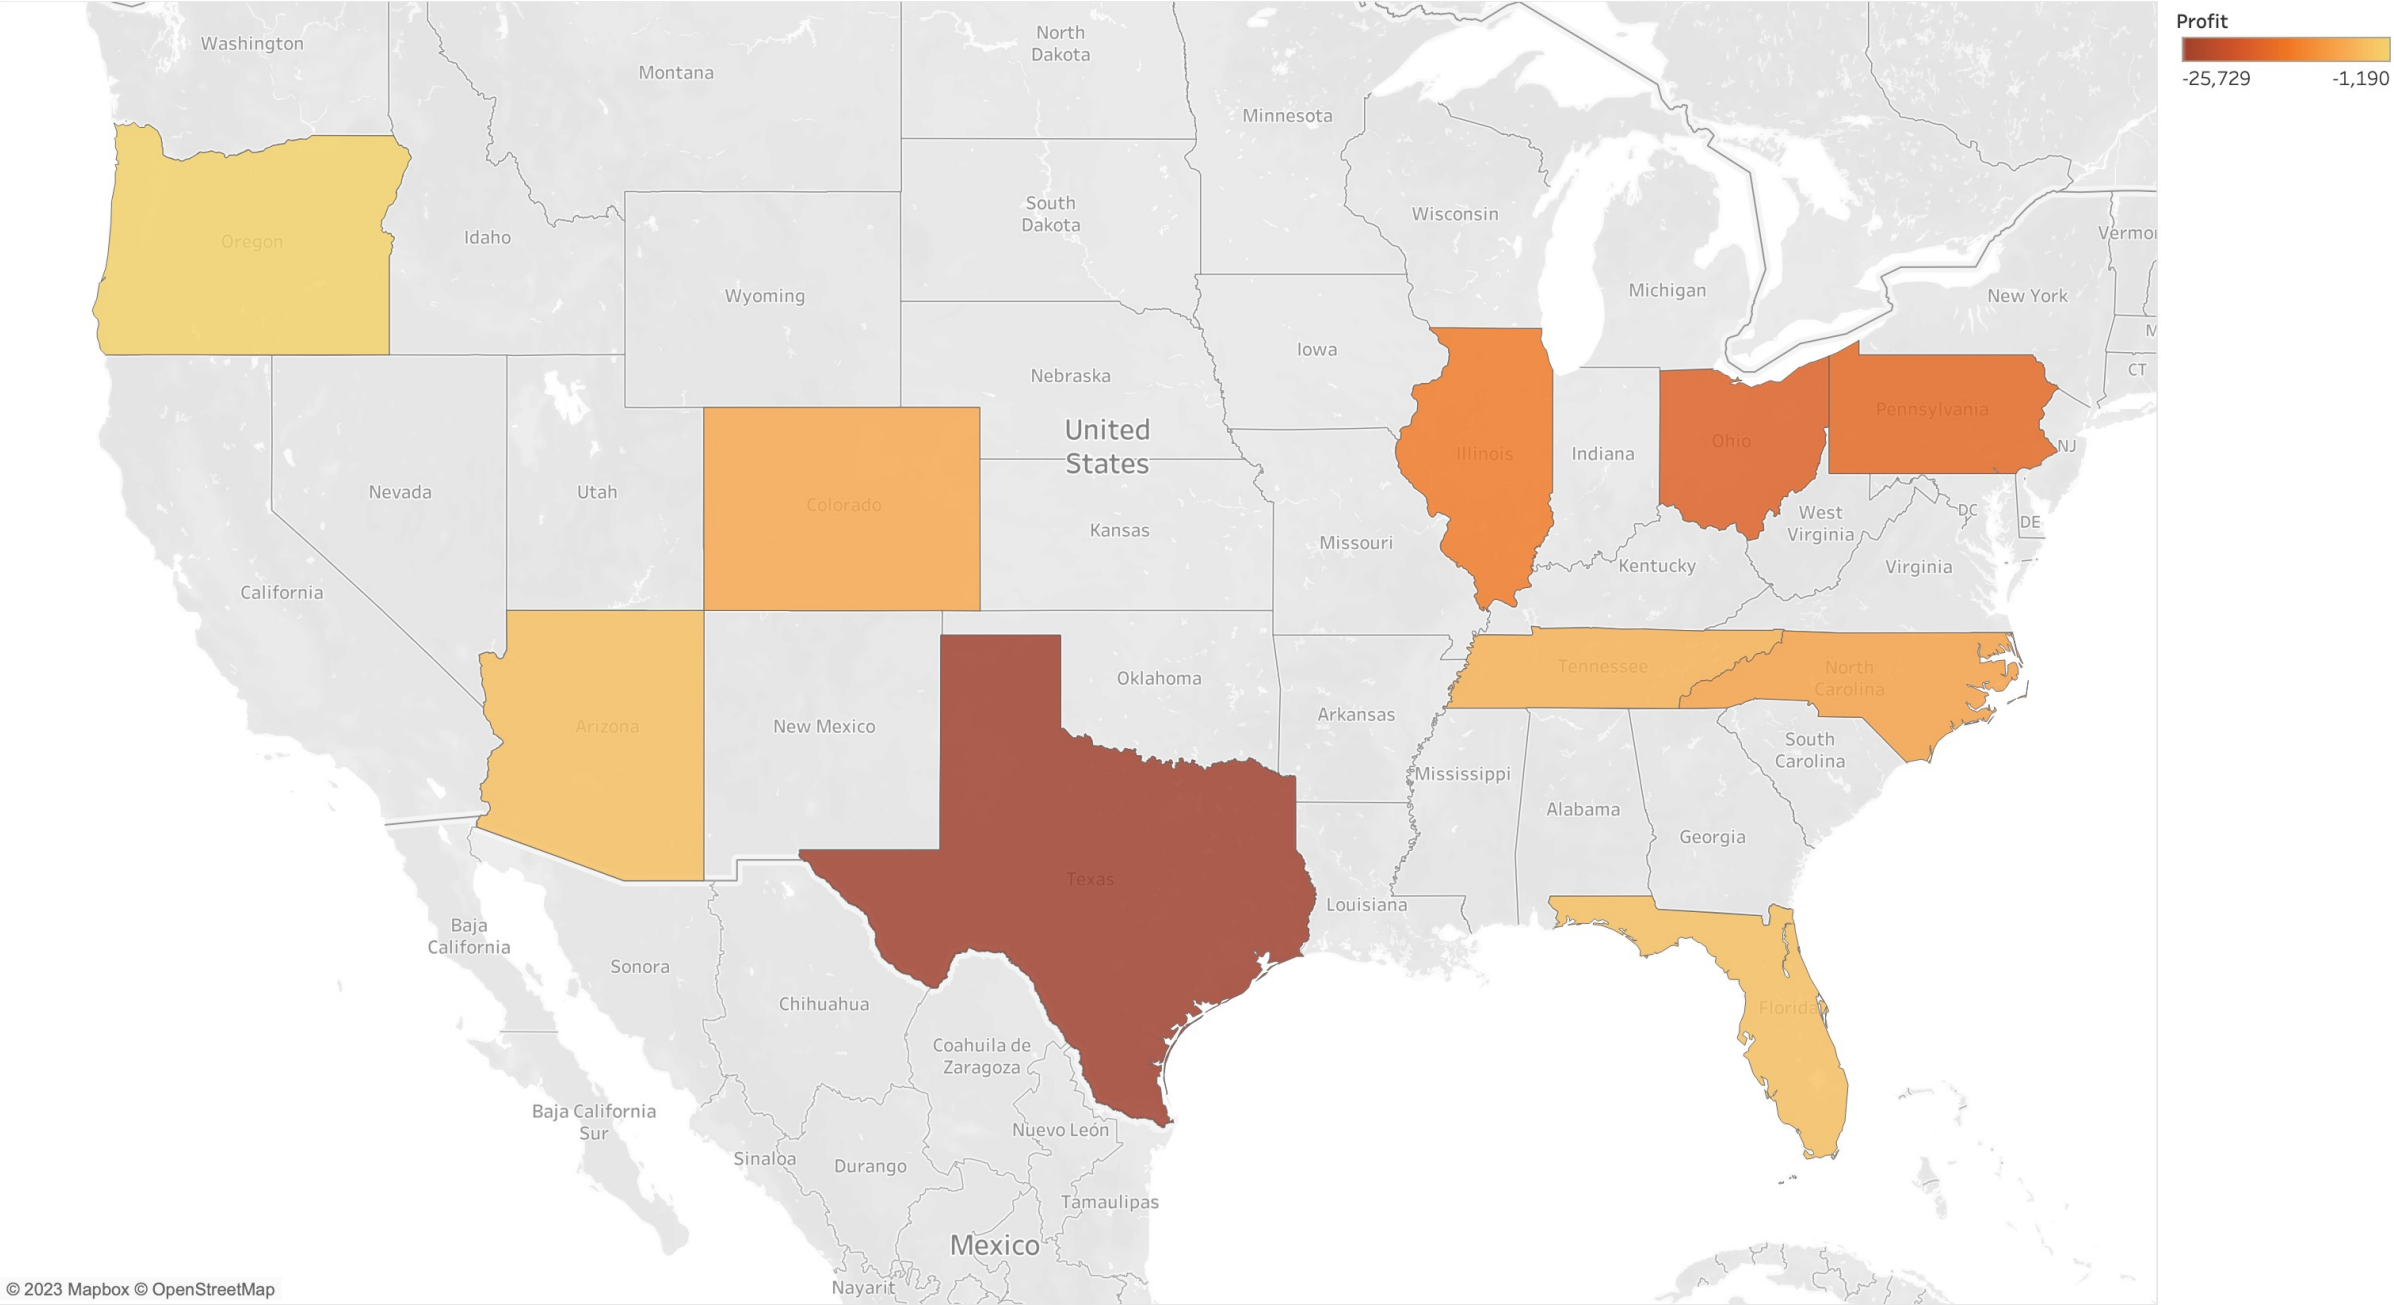 Profit
-25,729
-1,190
Washington
Montana
North
Dakota
Minnesota
Oregon
Idaho
South
Dakota
Wisconsin
Vermo
Wyoming
Michigan
New York
M
Iowa
Nebraska
CT
United
States
Illinois
Indiana
Ohio
Pennsylvania
NJ
Nevada
Utah
Colorado
Kansas
Missouri
West
Virginia
DC
DE
California
Kentucky
Virginia
Arizona
New Mexico
Oklahoma
Arkansas
Tennessee
North
Carolina
South
Carolina
Mississippi
Alabama
Georgia
Texas
Louisiana
Florida
Baja
California
Sonora
Chihuahua
Coahuila de
Zaragoza
Baja California
Sur
Nuevo León
Sinaloa
Durango
Tamaulipas
Mexico
Nayarit
© 2023 Mapbox © OpenStreetMap